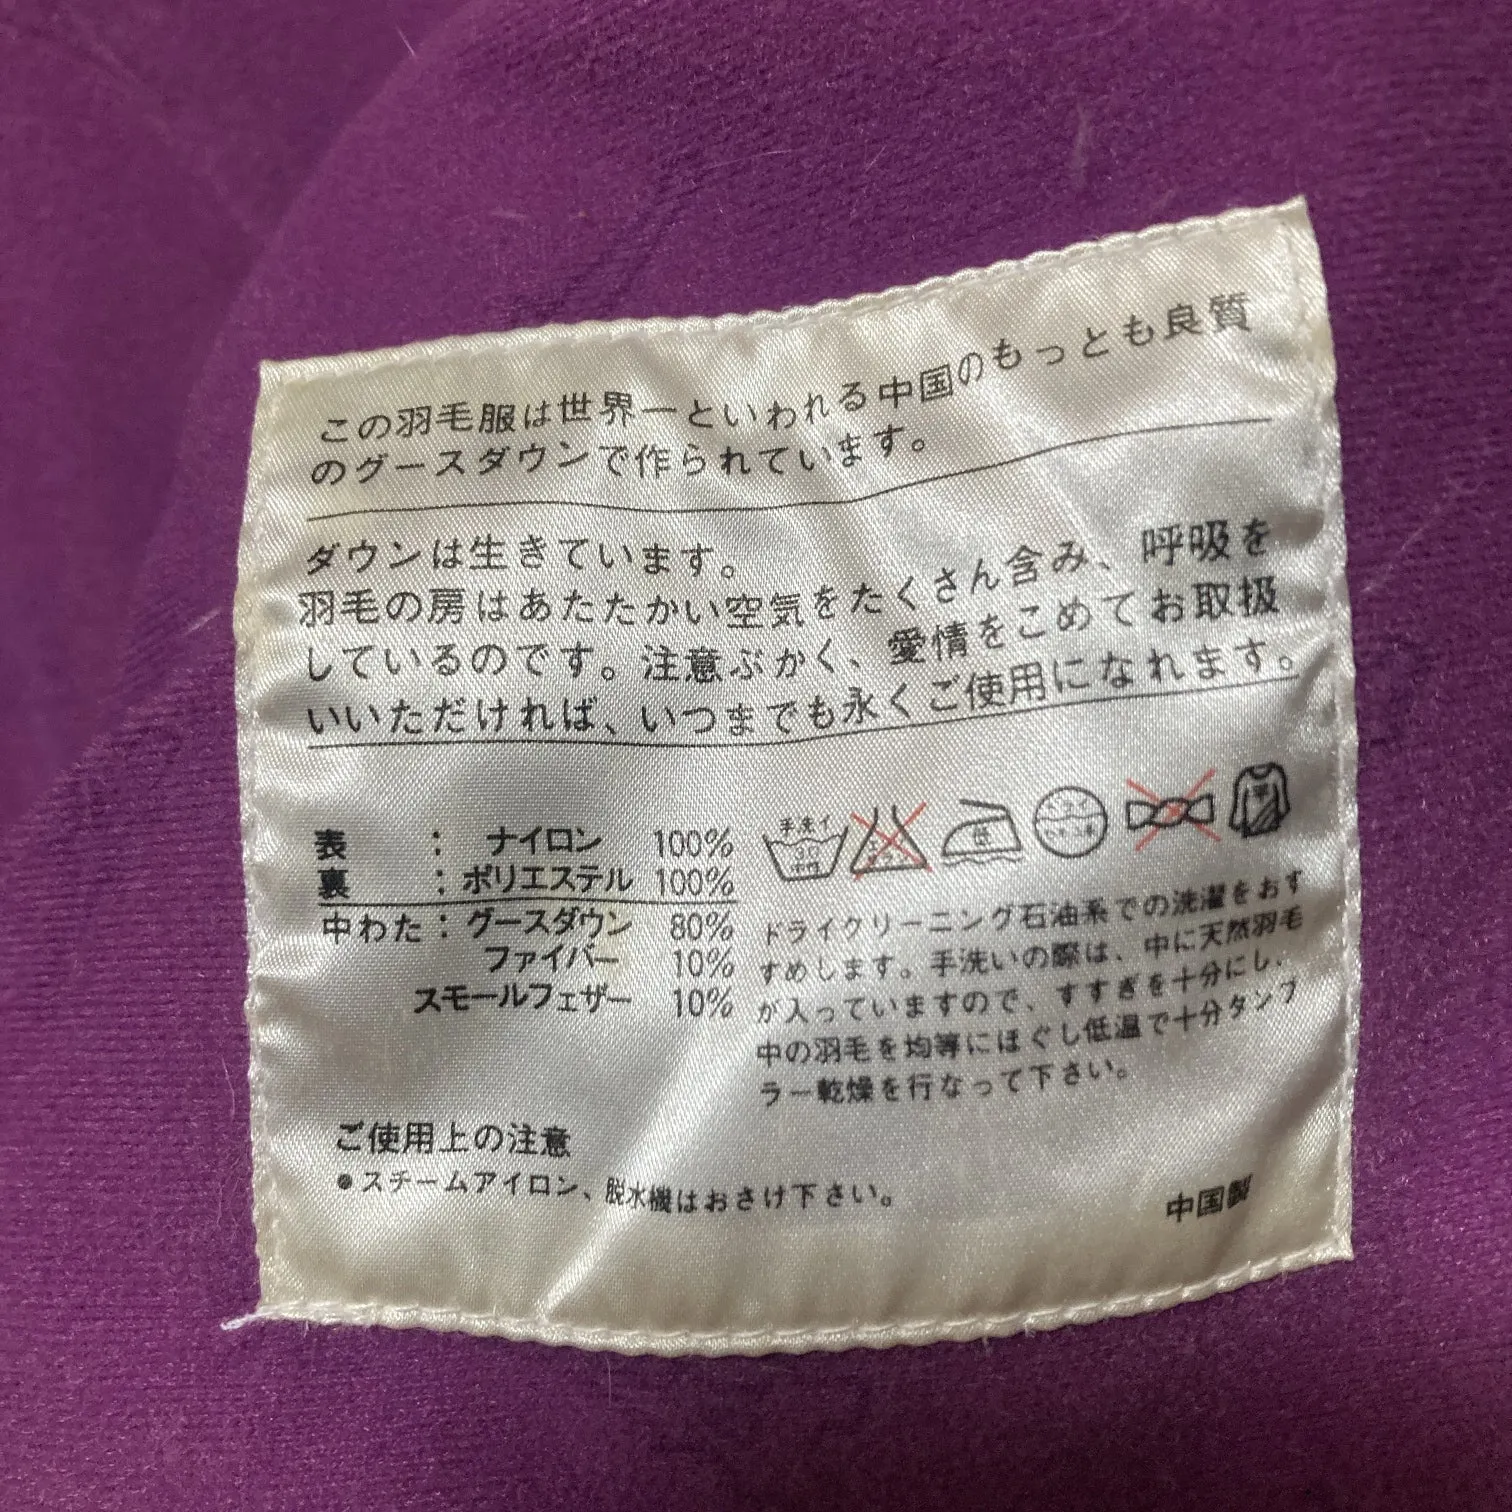 この羽毛服は世界一といわれる中国のもっとも良質
のグースダウンで作られています。
ダウンは生きています。
羽毛の房はあたたかい空気をたくさん含み、呼吸を
しているのです。注意ぶかく、愛情をこめてお取扱
いいただければ、いつまでも永くご使用になれます。
表 : ナイロン 100%
裏 : ポリエステル 100%
中わた : グースダウン 80%
ファイバー 10%
スモールフェザー 10%
手洗イ
低
平
ドライクリーニング石油系での洗濯をおす
すめします。手洗いの際は、中に天然羽毛
が入っていますので、すすぎを十分にし、
中の羽毛を均等にほぐし低温で十分タンブ
ラー乾燥を行なって下さい。
ご使用上の注意
●スチームアイロン、脱水機はおさけ下さい。
中国製